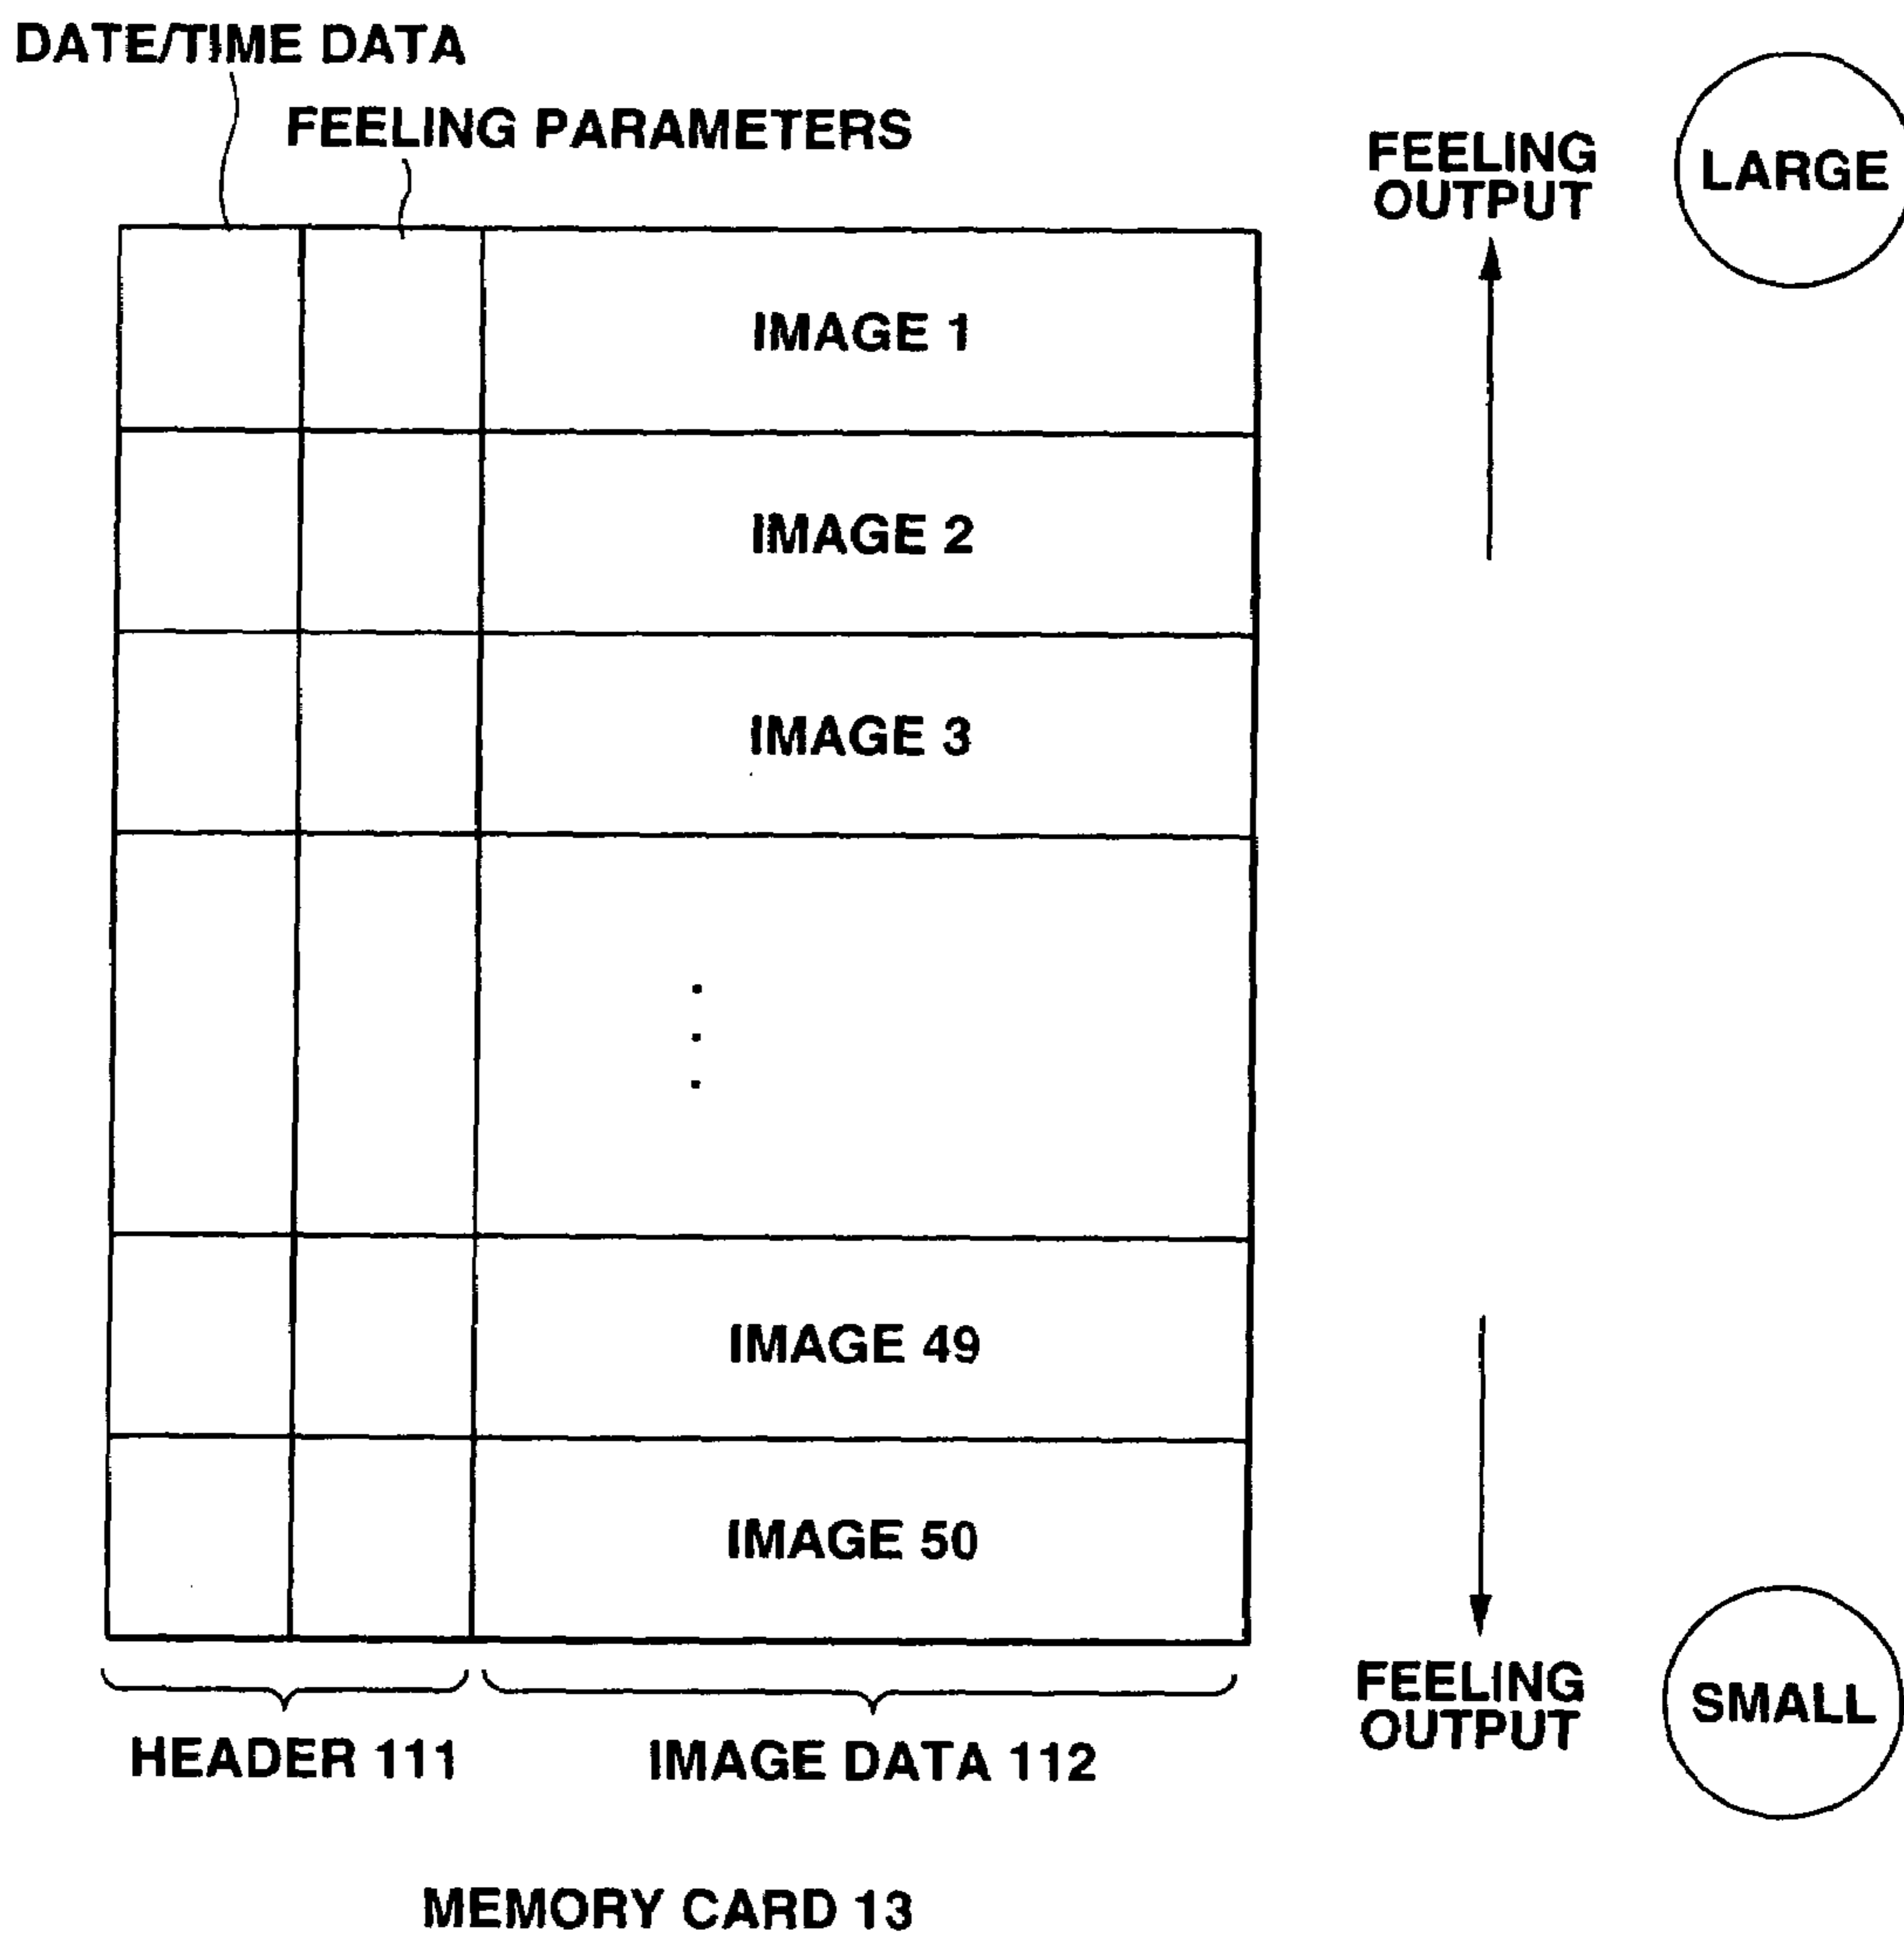 DATE/TIME DATA
FEELING PARAMETERS
FEELING
OUTPUT
LARGE
IMAGE 1
IMAGE 2
IMAGE 3
IMAGE 49
IMAGE 50
FEELING
OUTPUT
SMALL
HEADER 111
IMAGE DATA 112
MEMORY CARD 13